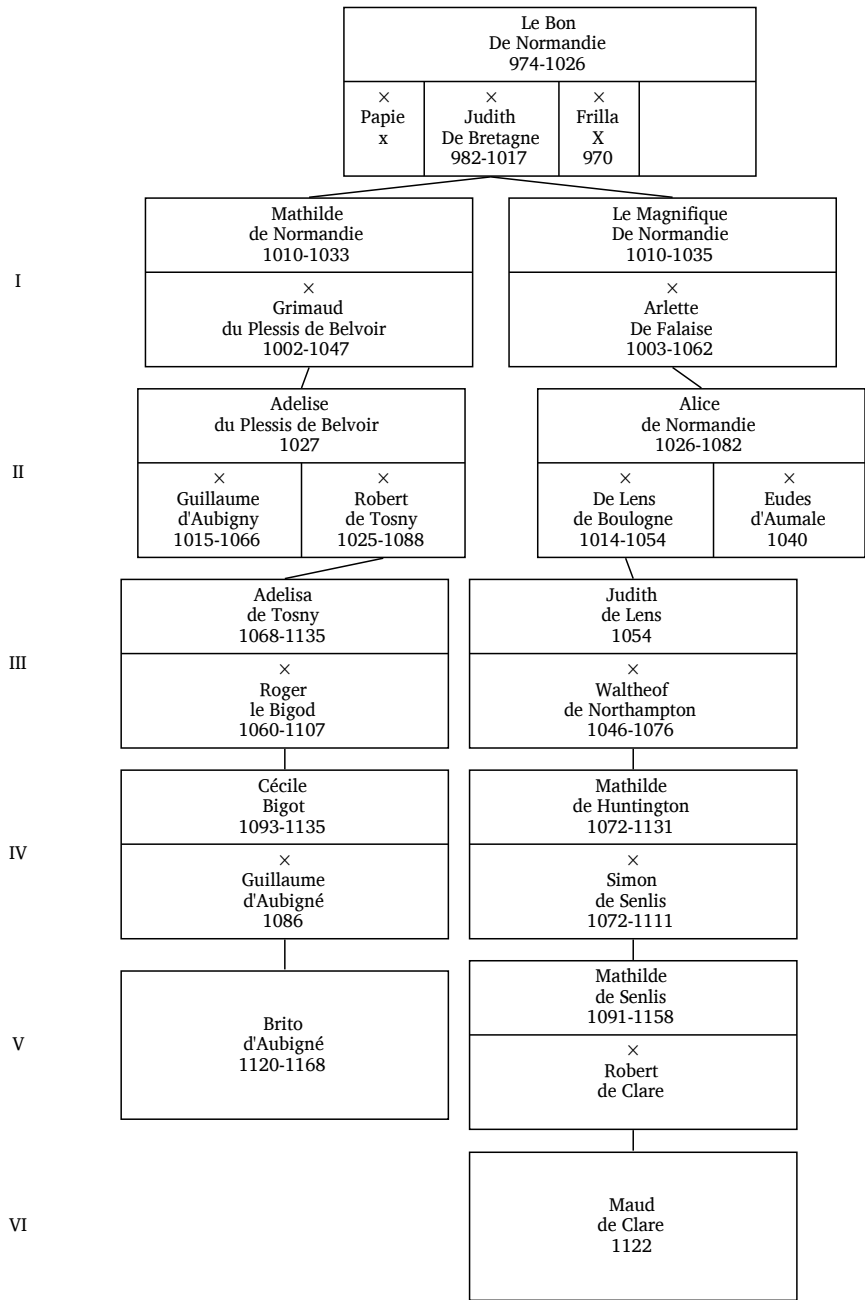 Le Bon
De Normandie
974-1026
×
Papie
x
×
Judith
De Bretagne
982-1017
×
Frilla
X
970
I
Mathilde
de Normandie
1010-1033
×
Grimaud
du Plessis de Belvoir
1002-1047
Le Magnifique
De Normandie
1010-1035
×
Arlette
De Falaise
1003-1062
II
Adelise
du Plessis de Belvoir
1027
×
Guillaume
d'Aubigny
1015-1066
×
Robert
de Tosny
1025-1088
Alice
de Normandie
1026-1082
×
De Lens
de Boulogne
1014-1054
×
Eudes
d'Aumale
1040
III
Adelisa
de Tosny
1068-1135
×
Roger
le Bigod
1060-1107
Judith
de Lens
1054
×
Waltheof
de Northampton
1046-1076
IV
Cécile
Bigot
1093-1135
×
Guillaume
d'Aubigné
1086
Mathilde
de Huntington
1072-1131
×
Simon
de Senlis
1072-1111
V
Brito
d'Aubigné
1120-1168
Mathilde
de Senlis
1091-1158
×
Robert
de Clare
VI
Maud
de Clare
1122